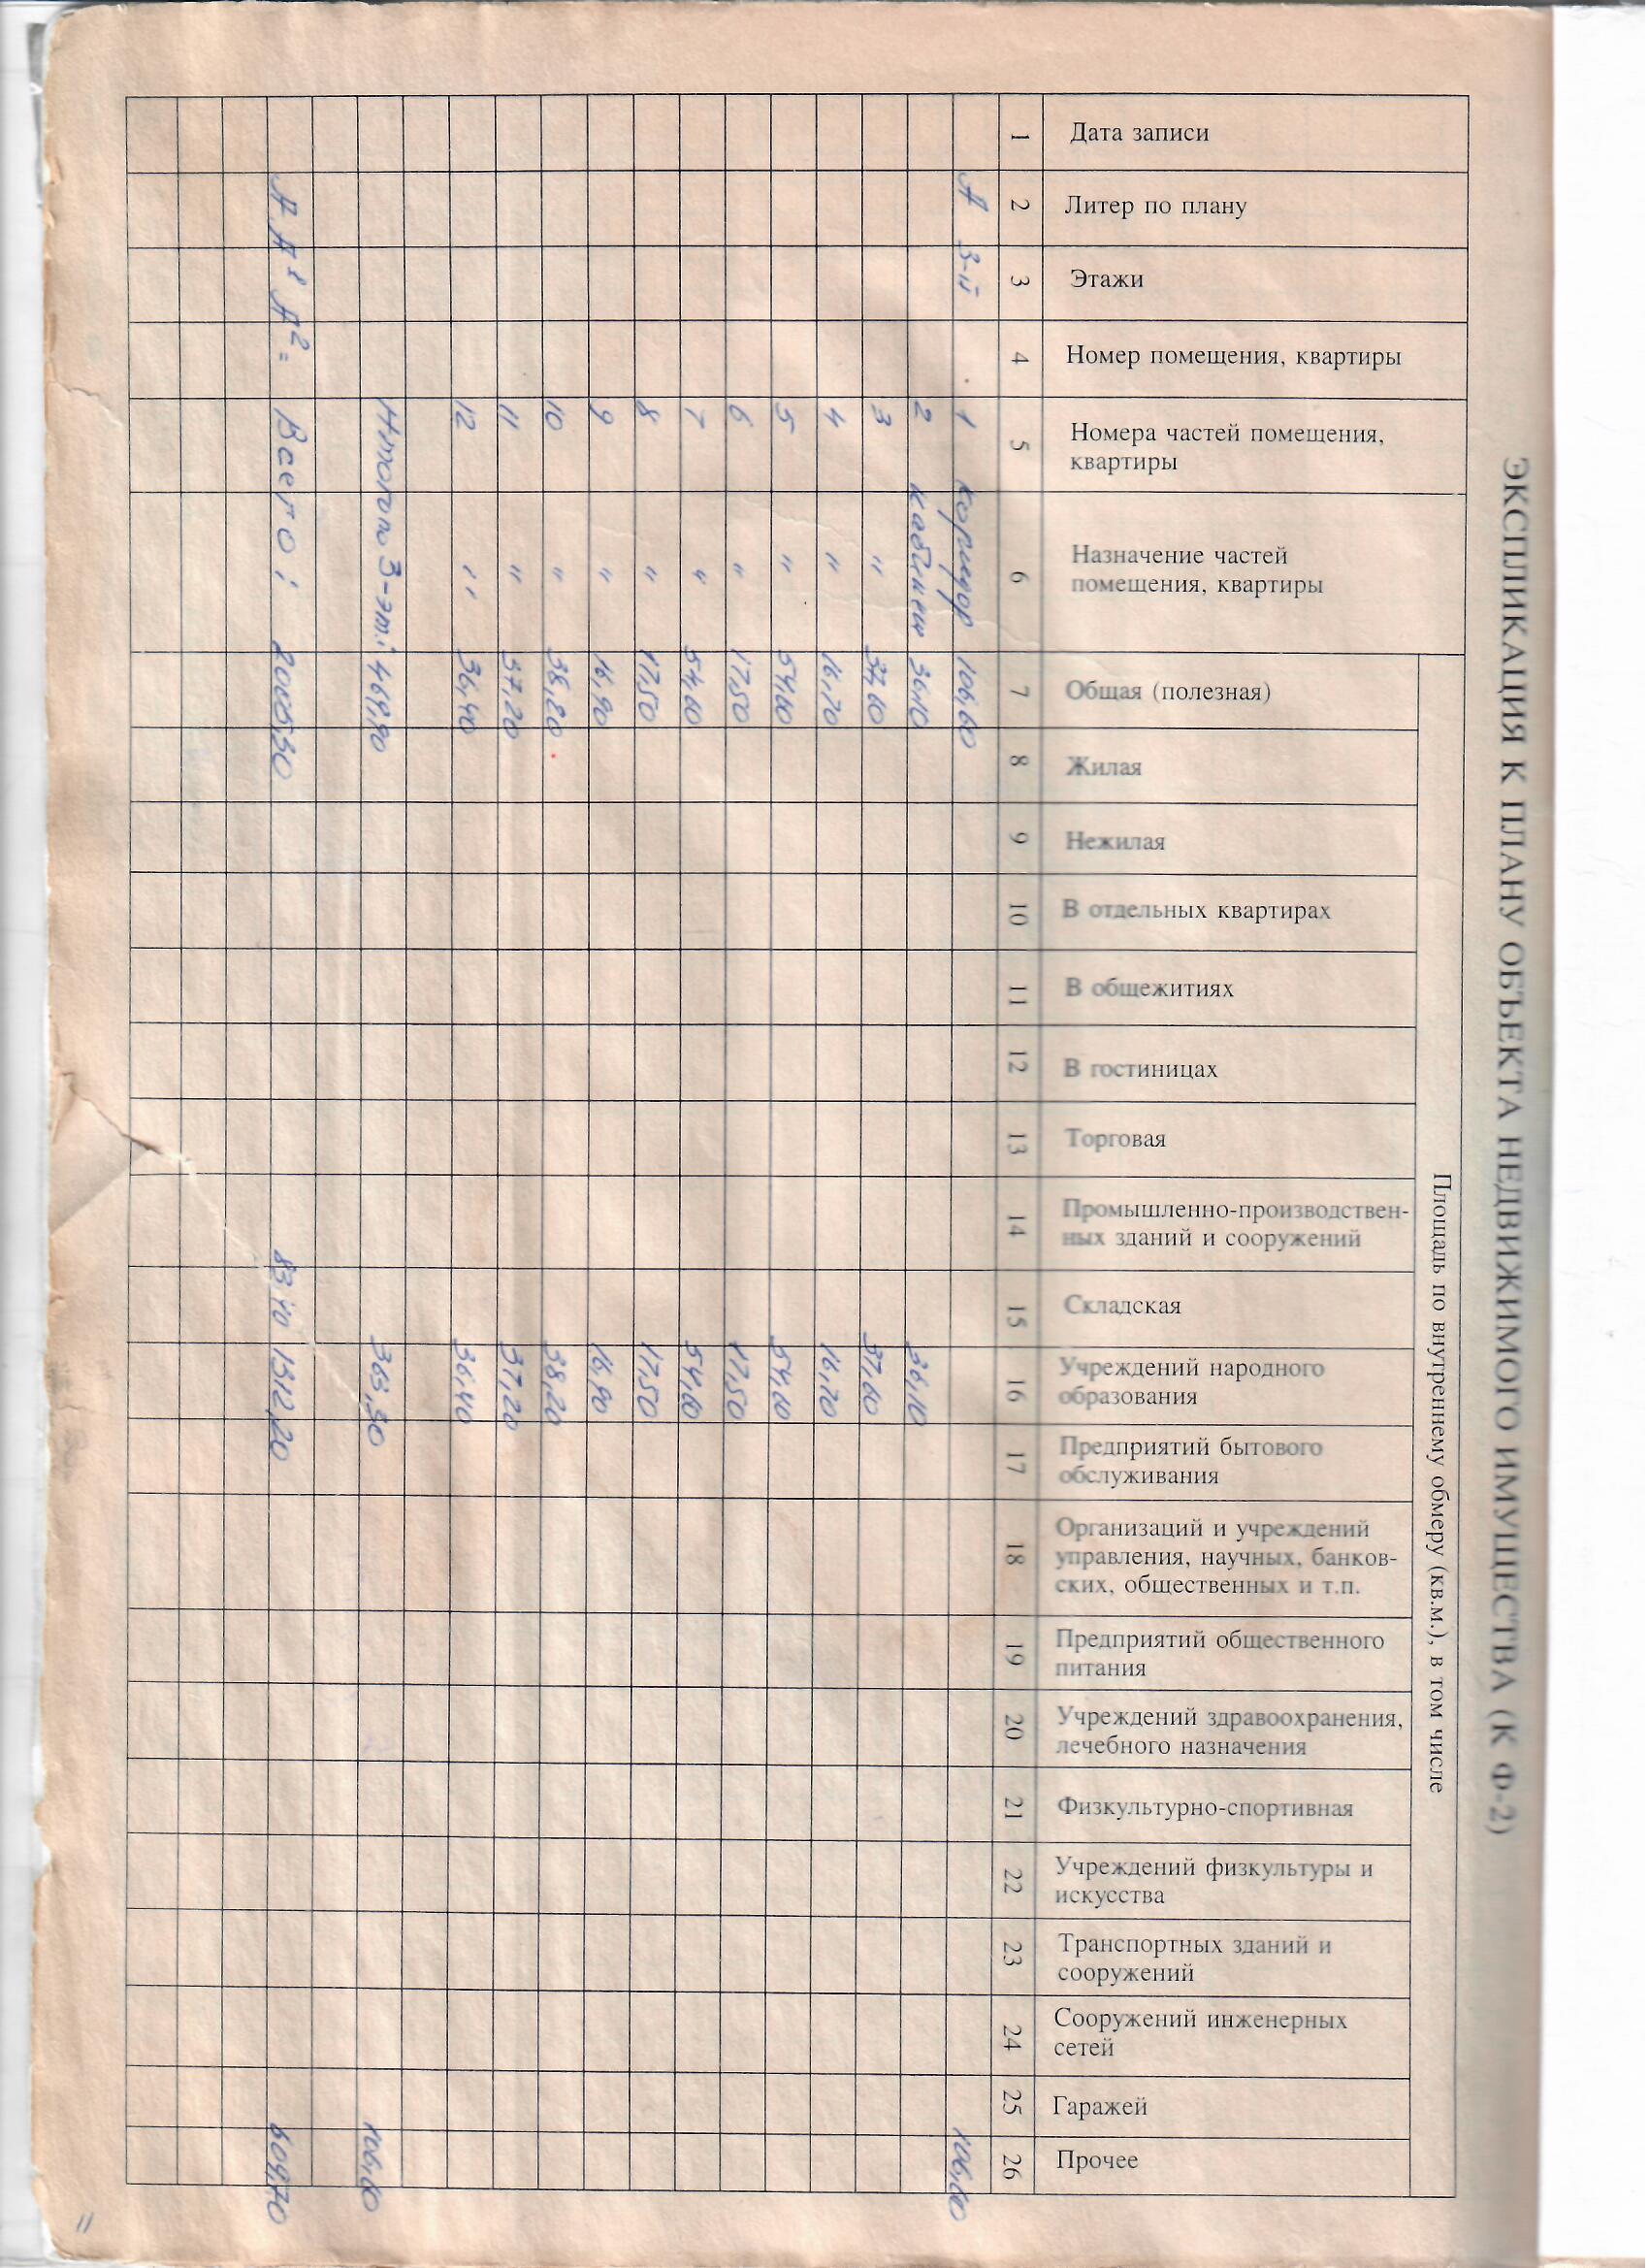 ЭКСПЛИКАЦИЯ К ПЛАНУ ОБЪЕКТА НЕДВИЖИМОГО ИМУЩЕСТВА (К Ф-2)
Площадь по внутреннему обмеру (кв.м.), в том числе
Дата записи
Литер по плану
Этажи
Номер помещения, квартиры
Номера частей помещения,
квартиры
Назначение частей
помещения, квартиры
Общая (полезная)
Жилая
Нежилая
В отдельных квартирах
В общежитиях
В гостиницах
Торговая
Промышленно-производствен-
ных зданий и сооружений
Складская
Учреждений народного
образования
Предприятий бытового
обслуживания
Организаций и учреждений
управления, научных, банков-
ских, общественных и т.п.
Предприятий общественного
питания
Учреждений здравоохранения,
лечебного назначения
Физкультурно-спортивная
Учреждений физкультуры и
искусства
Транспортных зданий и
сооружений
Сооружений инженерных
сетей
Гаражей
Прочее
1 2 3 4 5 6 7 8 9 10 11 12 13 14 15 16 17 18 19 20 21 22 23 24 25 26
А 3-й 1 коридор 106,60 106,60
2 кабинет 36,10 36,10
3 " 37,60 37,60
4 " 16,70 16,70
5 " 54,60 54,60
6 " 17,50 17,50
7 " 54,60 54,60
8 " 17,50 17,50
9 " 16,90 16,90
10 " 38,20 38,20
11 " 37,20 37,20
12 " 36,40 36,40
Итого по 3-эт.: 469,90 363,30 106,60
А А¹ А²= Всего: 2005,30 83,40 1312,20 609,70
11